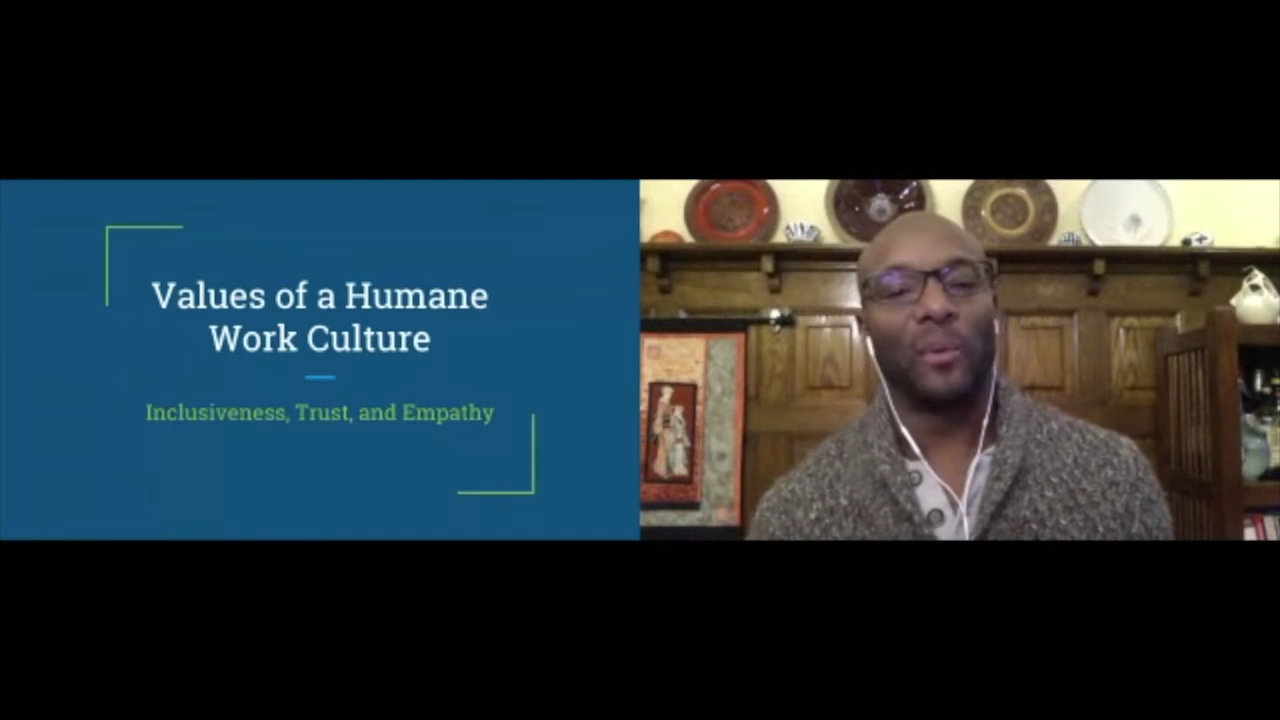 Values of a Humane
Work Culture
Inclusiveness, Trust, and Empathy